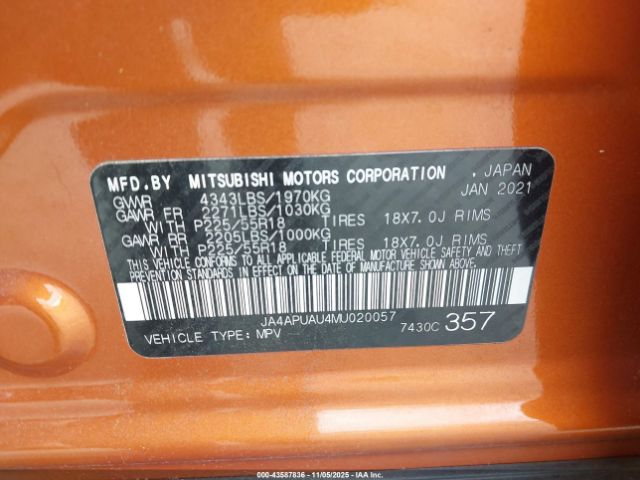 MFD.BY MITSUBISHI MOTORS CORPORATION . JAPAN
JAN 2021
GVWR 4343LBS/1970KG
GAWR FR 2271LBS/1030KG
WITH P225/55R18 TIRES 18X7.0J RIMS
GAWR RR 2205LBS/1000KG
WITH P225/55R18 TIRES 18X7.0J RIMS
THIS VEHICLE CONFORMS TO ALL APPLICABLE FEDERAL MOTOR VEHICLE SAFETY AND THEFT
PREVENTION STANDARDS IN EFFECT ON THE DATE OF MANUFACTURE SHOWN ABOVE.
JA4APUAU4MU020057
VEHICLE TYPE: MPV 7430C 357
© IAA 43587836 - 11/05/2025 - IAAI.COM